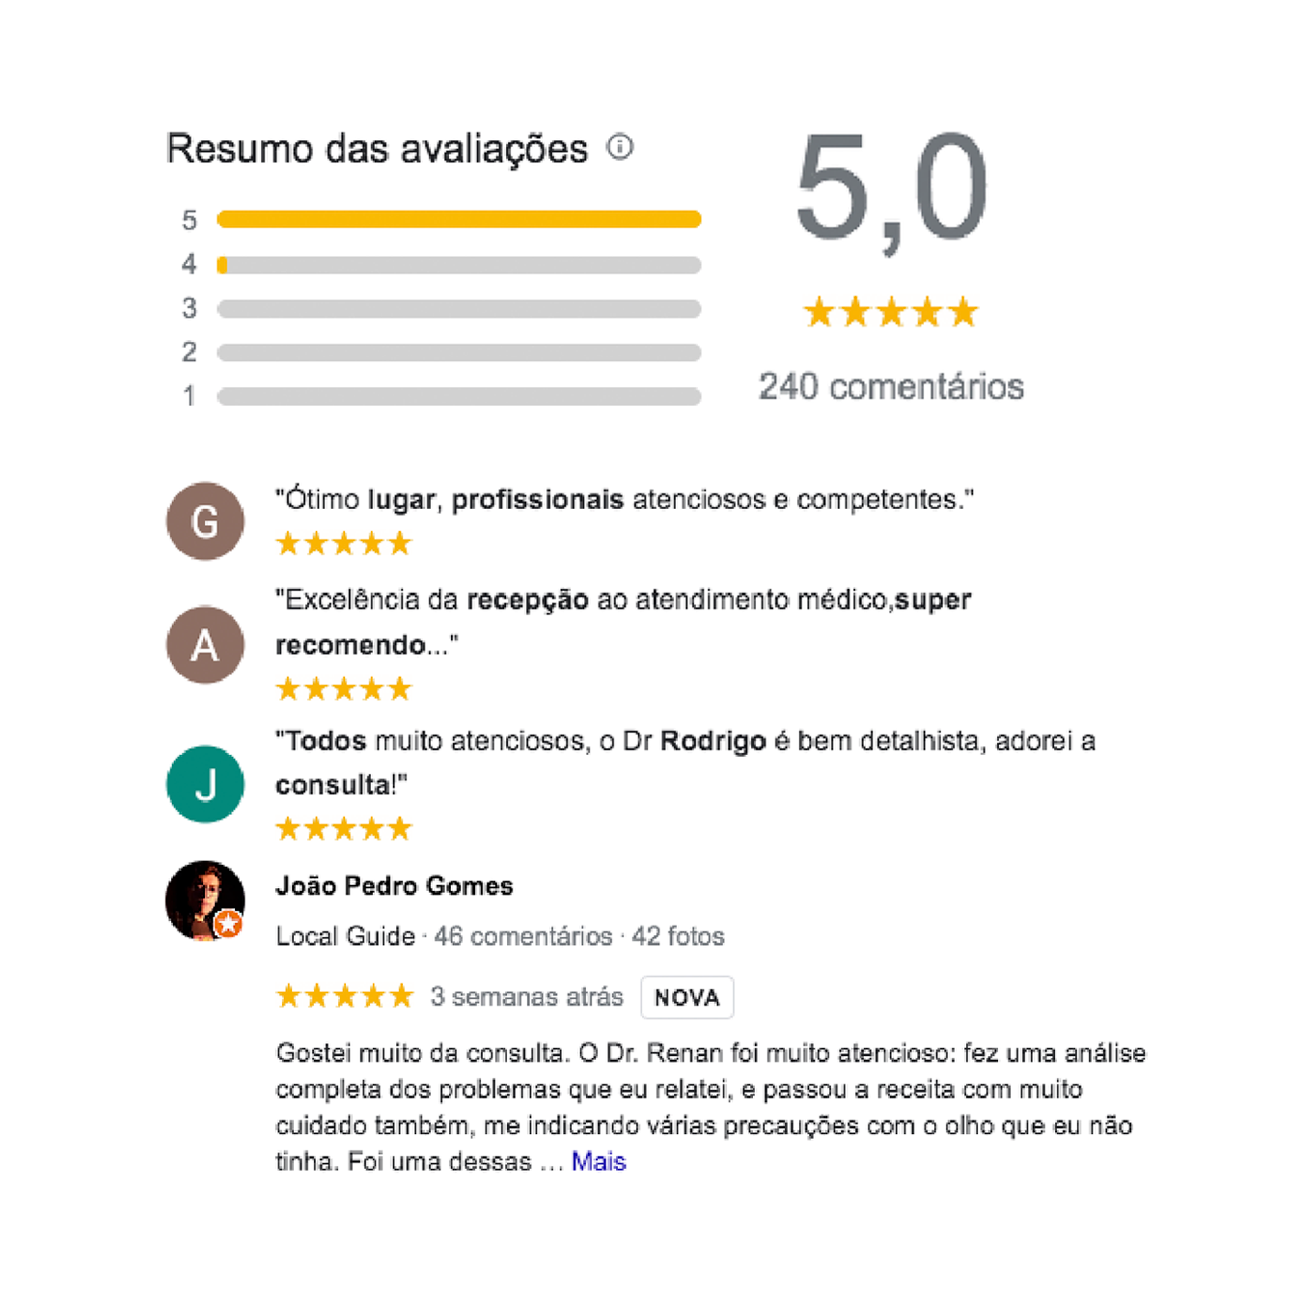 Resumo das avaliações
5,0
5
4
3
2
1
240 comentários
G
"Ótimo lugar, profissionais atenciosos e competentes."
A
"Excelência da recepção ao atendimento médico,super
recomendo..."
J
"Todos muito atenciosos, o Dr Rodrigo é bem detalhista, adorei a
consulta!"
João Pedro Gomes
Local Guide · 46 comentários · 42 fotos
3 semanas atrás NOVA
Gostei muito da consulta. O Dr. Renan foi muito atencioso: fez uma análise
completa dos problemas que eu relatei, e passou a receita com muito
cuidado também, me indicando várias precauções com o olho que eu não
tinha. Foi uma dessas … Mais